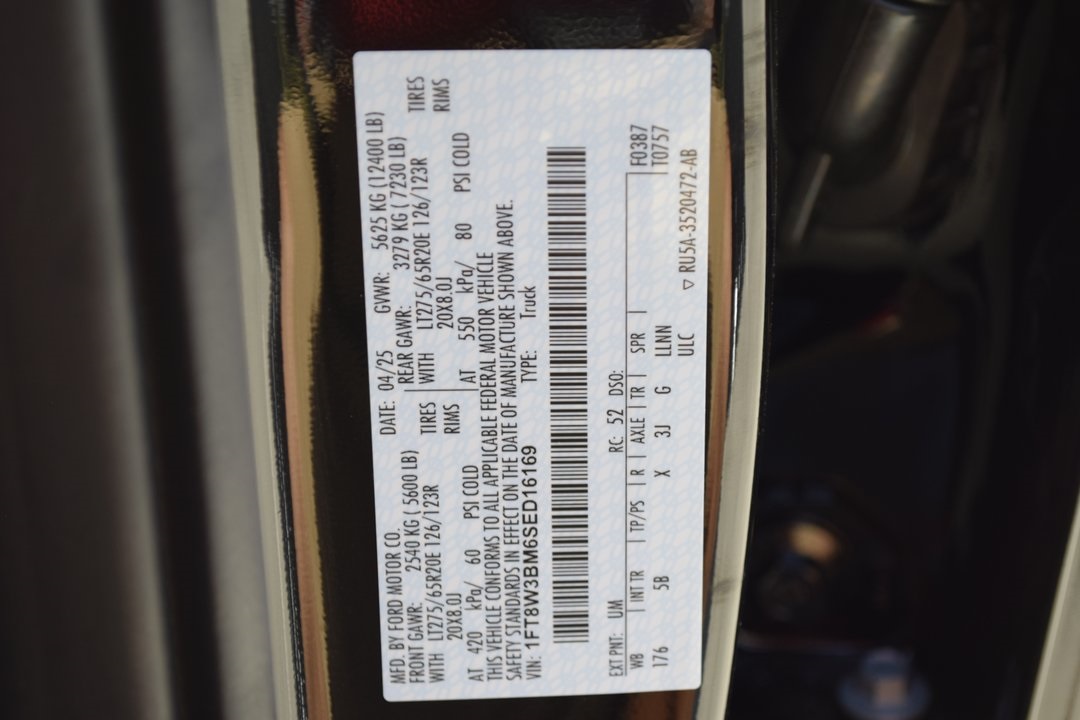 MFD. BY FORD MOTOR CO. DATE: 04/25 GVWR: 5625 KG (12400 LB)
FRONT GAWR: 2540 KG ( 5600 LB) REAR GAWR: 3279 KG ( 7230 LB)
WITH LT275/65R20E 126/123R TIRES WITH LT275/65R20E 126/123R TIRES
20X8.0J RIMS 20X8.0J RIMS
AT 420 kPa/ 60 PSI COLD AT 550 kPa/ 80 PSI COLD
THIS VEHICLE CONFORMS TO ALL APPLICABLE FEDERAL MOTOR VEHICLE
SAFETY STANDARDS IN EFFECT ON THE DATE OF MANUFACTURE SHOWN ABOVE.
VIN: 1FT8W3BM6SED16169 TYPE: Truck
EXT PNT: UM RC: 52 DSO:
WB INT TR TP/PS R AXLE TR SPR F0387
176 5B X 3J G LLNN T0757
ULC
RU5A-3520472-AB